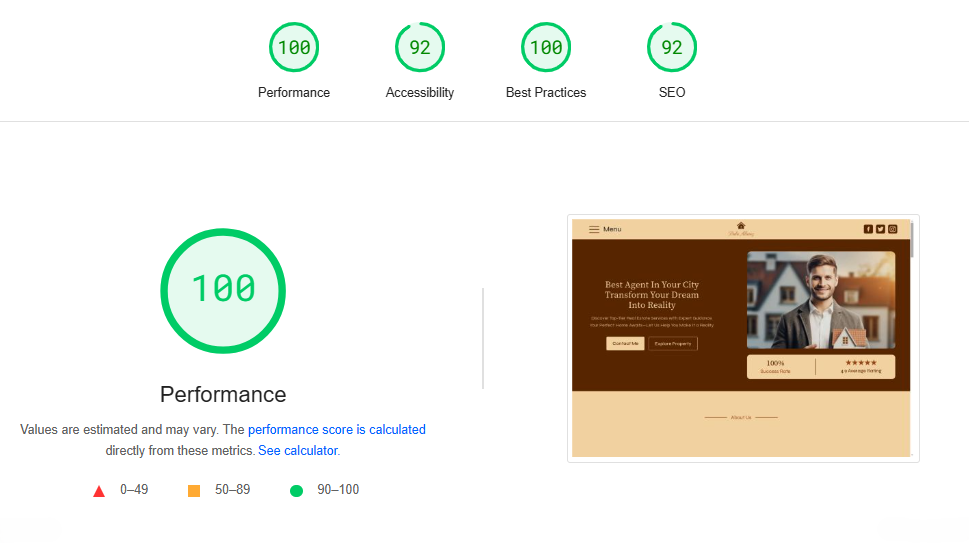 100
92
100
92
Performance
Accessibility
Best Practices
SEO
100
Performance
Values are estimated and may vary. The performance score is calculated
directly from these metrics. See calculator.
0–49
50–89
90–100
Menu
Best Agent In Your City
Transform Your Dream
Into Reality
Discover Top-Tier Real Estate Services with Expert Guidance
Your Perfect Home Awaits—Let Us Help You Make It a Reality
Contact Me
Explore Property
100%
Success Rate
★★★★★
4.9 Average Rating
About Us